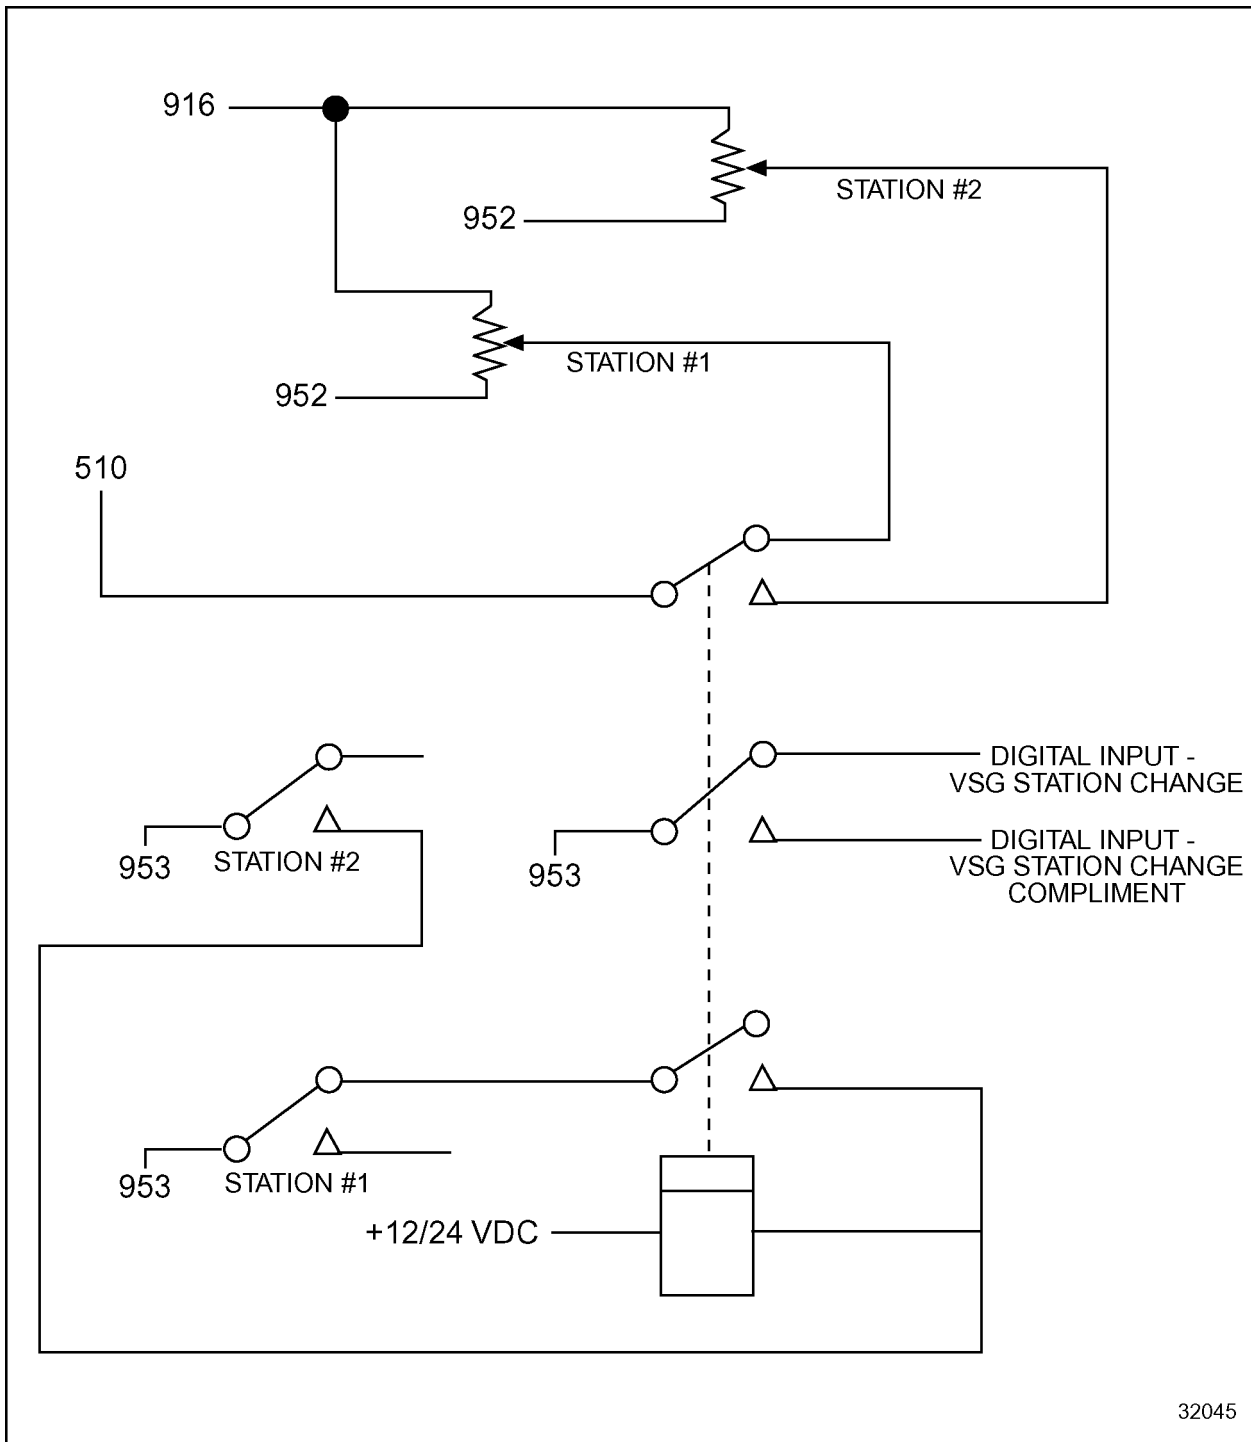 916
STATION #2
952
STATION #1
952
510
DIGITAL INPUT -
VSG STATION CHANGE
953
STATION #2
953
DIGITAL INPUT -
VSG STATION CHANGE
COMPLIMENT
953
STATION #1
+12/24 VDC
32045